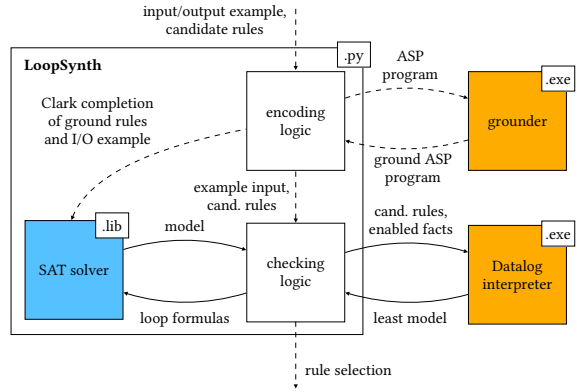 input/output example,
candidate rules
.py
LoopSynth
ASP
program
.exe
Clark completion
of ground rules
and I/O example
encoding
logic
grounder
ground ASP
program
example input,
cand. rules
.lib
model
cand. rules,
enabled facts
.exe
SAT solver
checking
logic
Datalog
interpreter
loop formulas
least model
rule selection